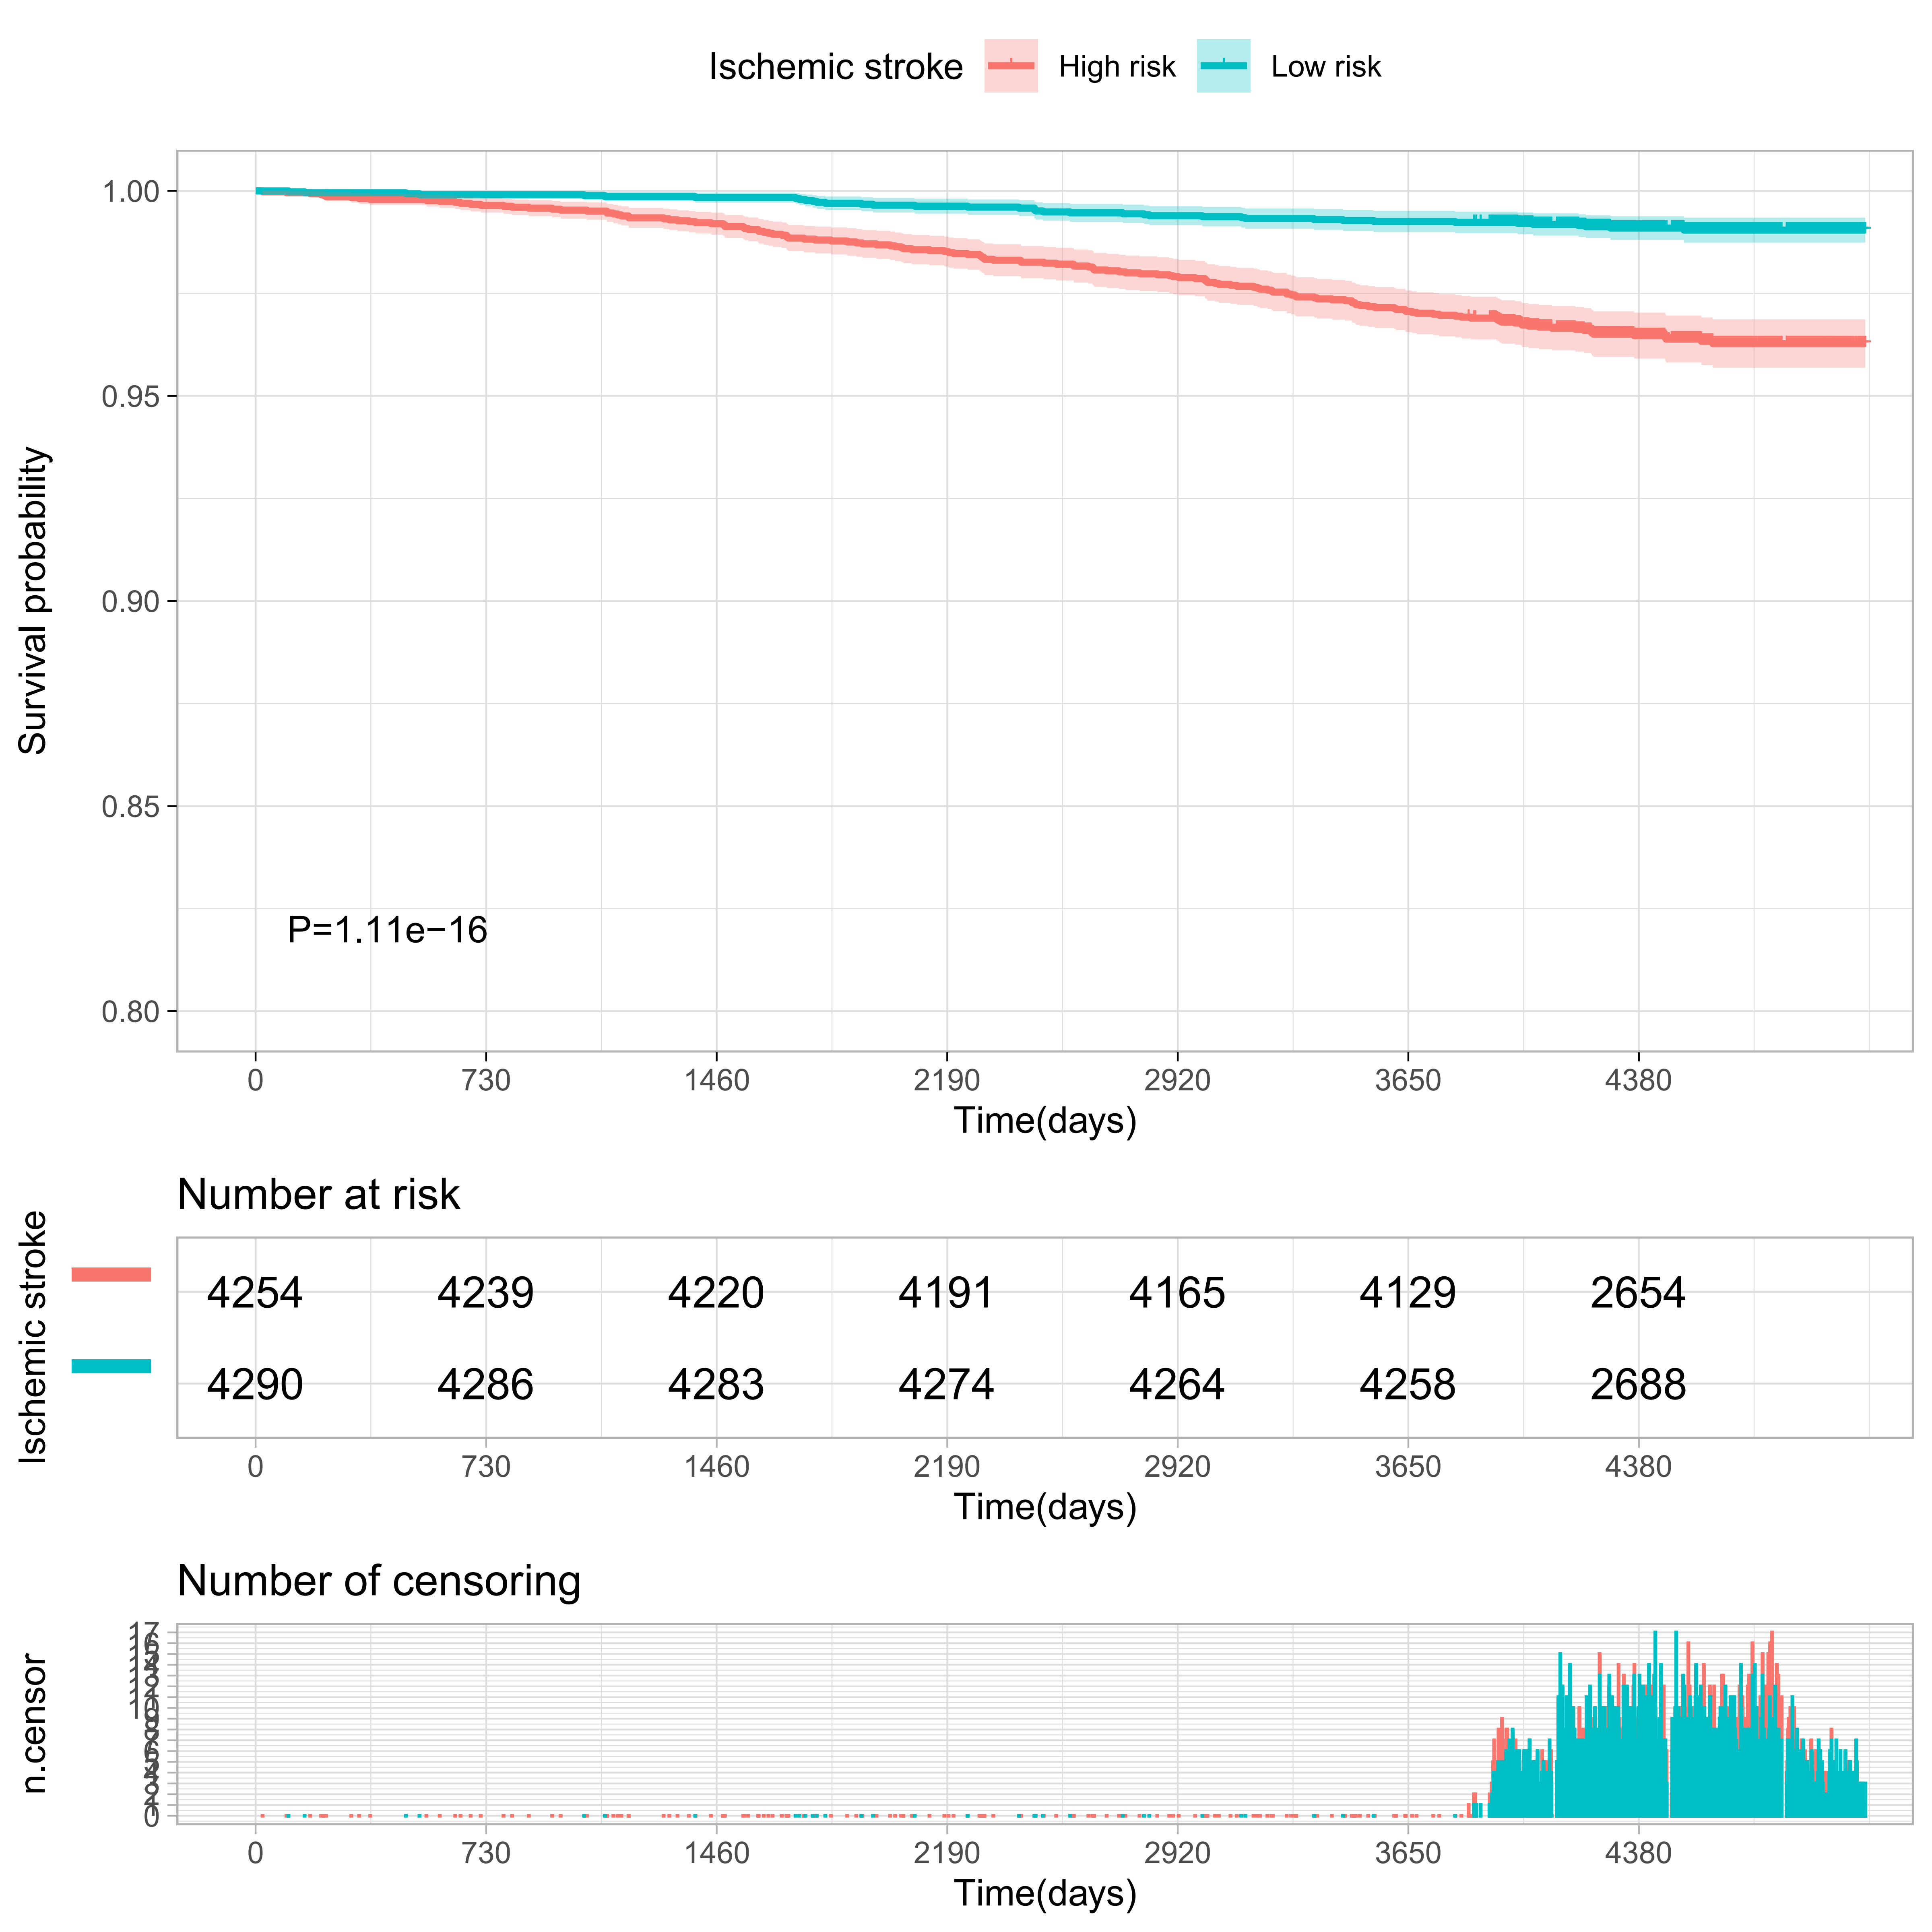 Ischemic stroke High risk Low risk
1.00
0.95
0.90
0.85
0.80
Survival probability
P=1.11e−16
0 730 1460 2190 2920 3650 4380
Time(days)
Number at risk
Ischemic stroke
4254 4239 4220 4191 4165 4129 2654
4290 4286 4283 4274 4264 4258 2688
0 730 1460 2190 2920 3650 4380
Time(days)
Number of censoring
n.censor
17
16
0
0 730 1460 2190 2920 3650 4380
Time(days)